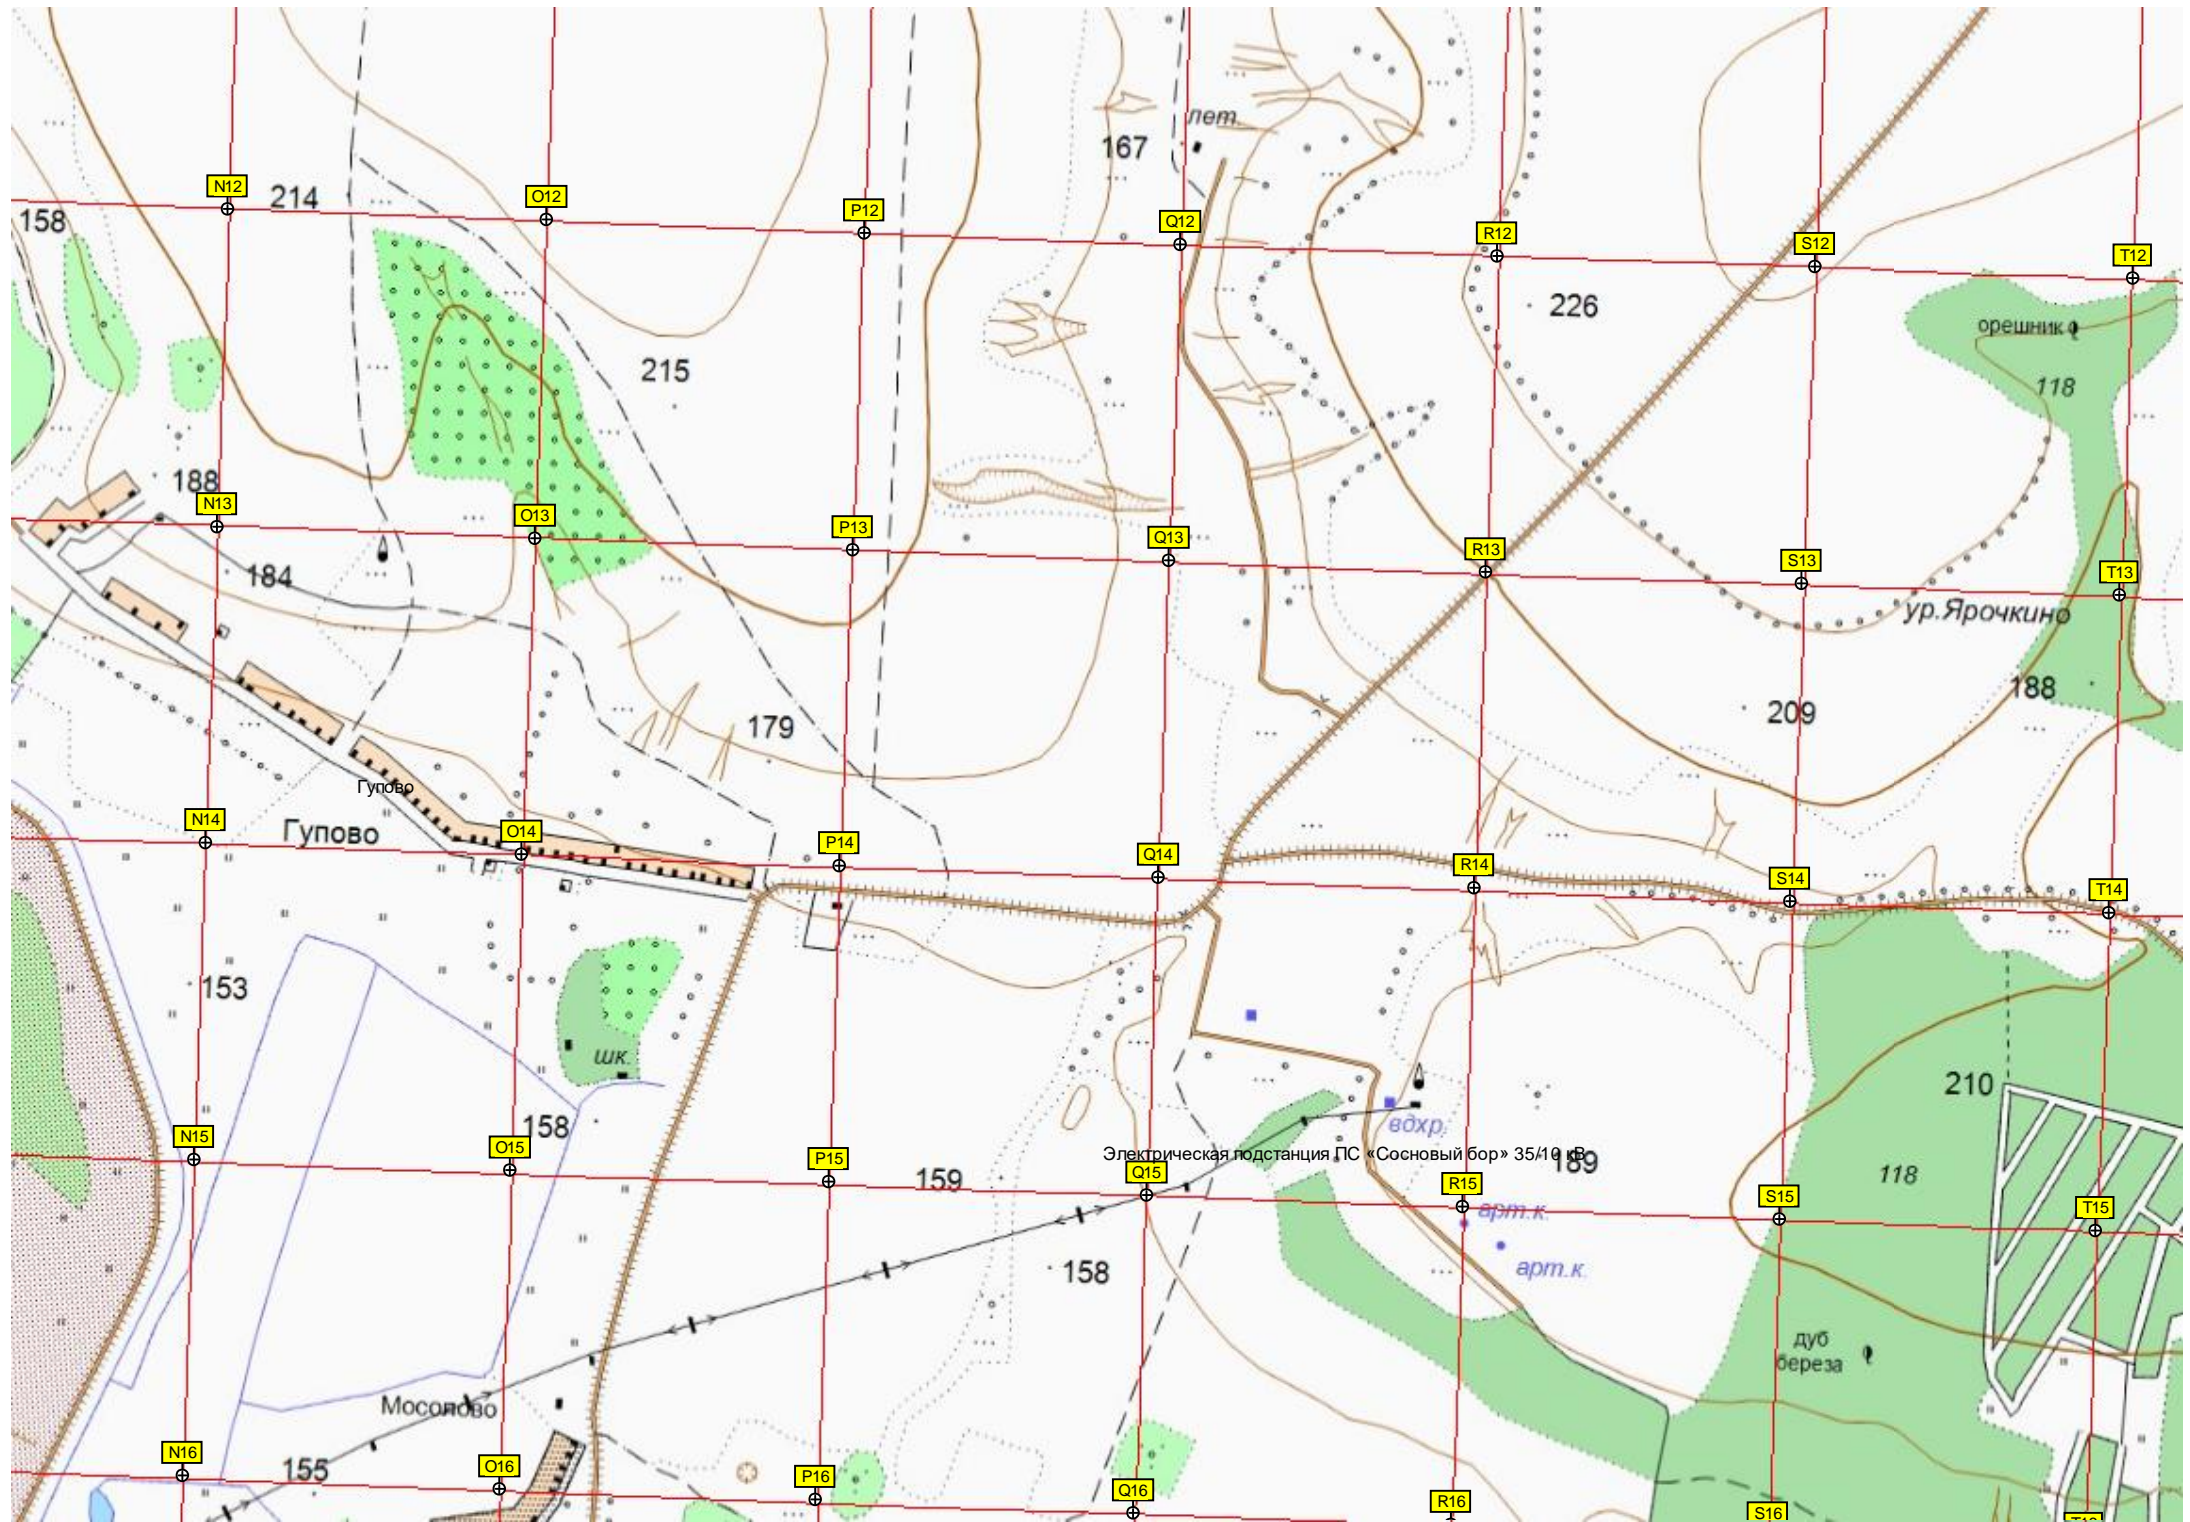 лет.
167
N12
214
O12
P12
Q12
R12
S12
T12
158
226
орешник
215
118
188
N13
O13
P13
Q13
R13
S13
T13
184
ур.Ярочкино
188
179
209
Гупово
N14
Гупово
O14
P14
Q14
R14
S14
T14
р
153
шк.
210
158
вдхр.
N15
O15
P15
Электрическая подстанция ПС «Сосновый бор» 35/10 кВ
189
159
Q15
R15
118
S15
T15
арт.к.
158
арт.к.
дуб
береза
Мосолово
N16
155
O16
P16
Q16
R16
S16
T16